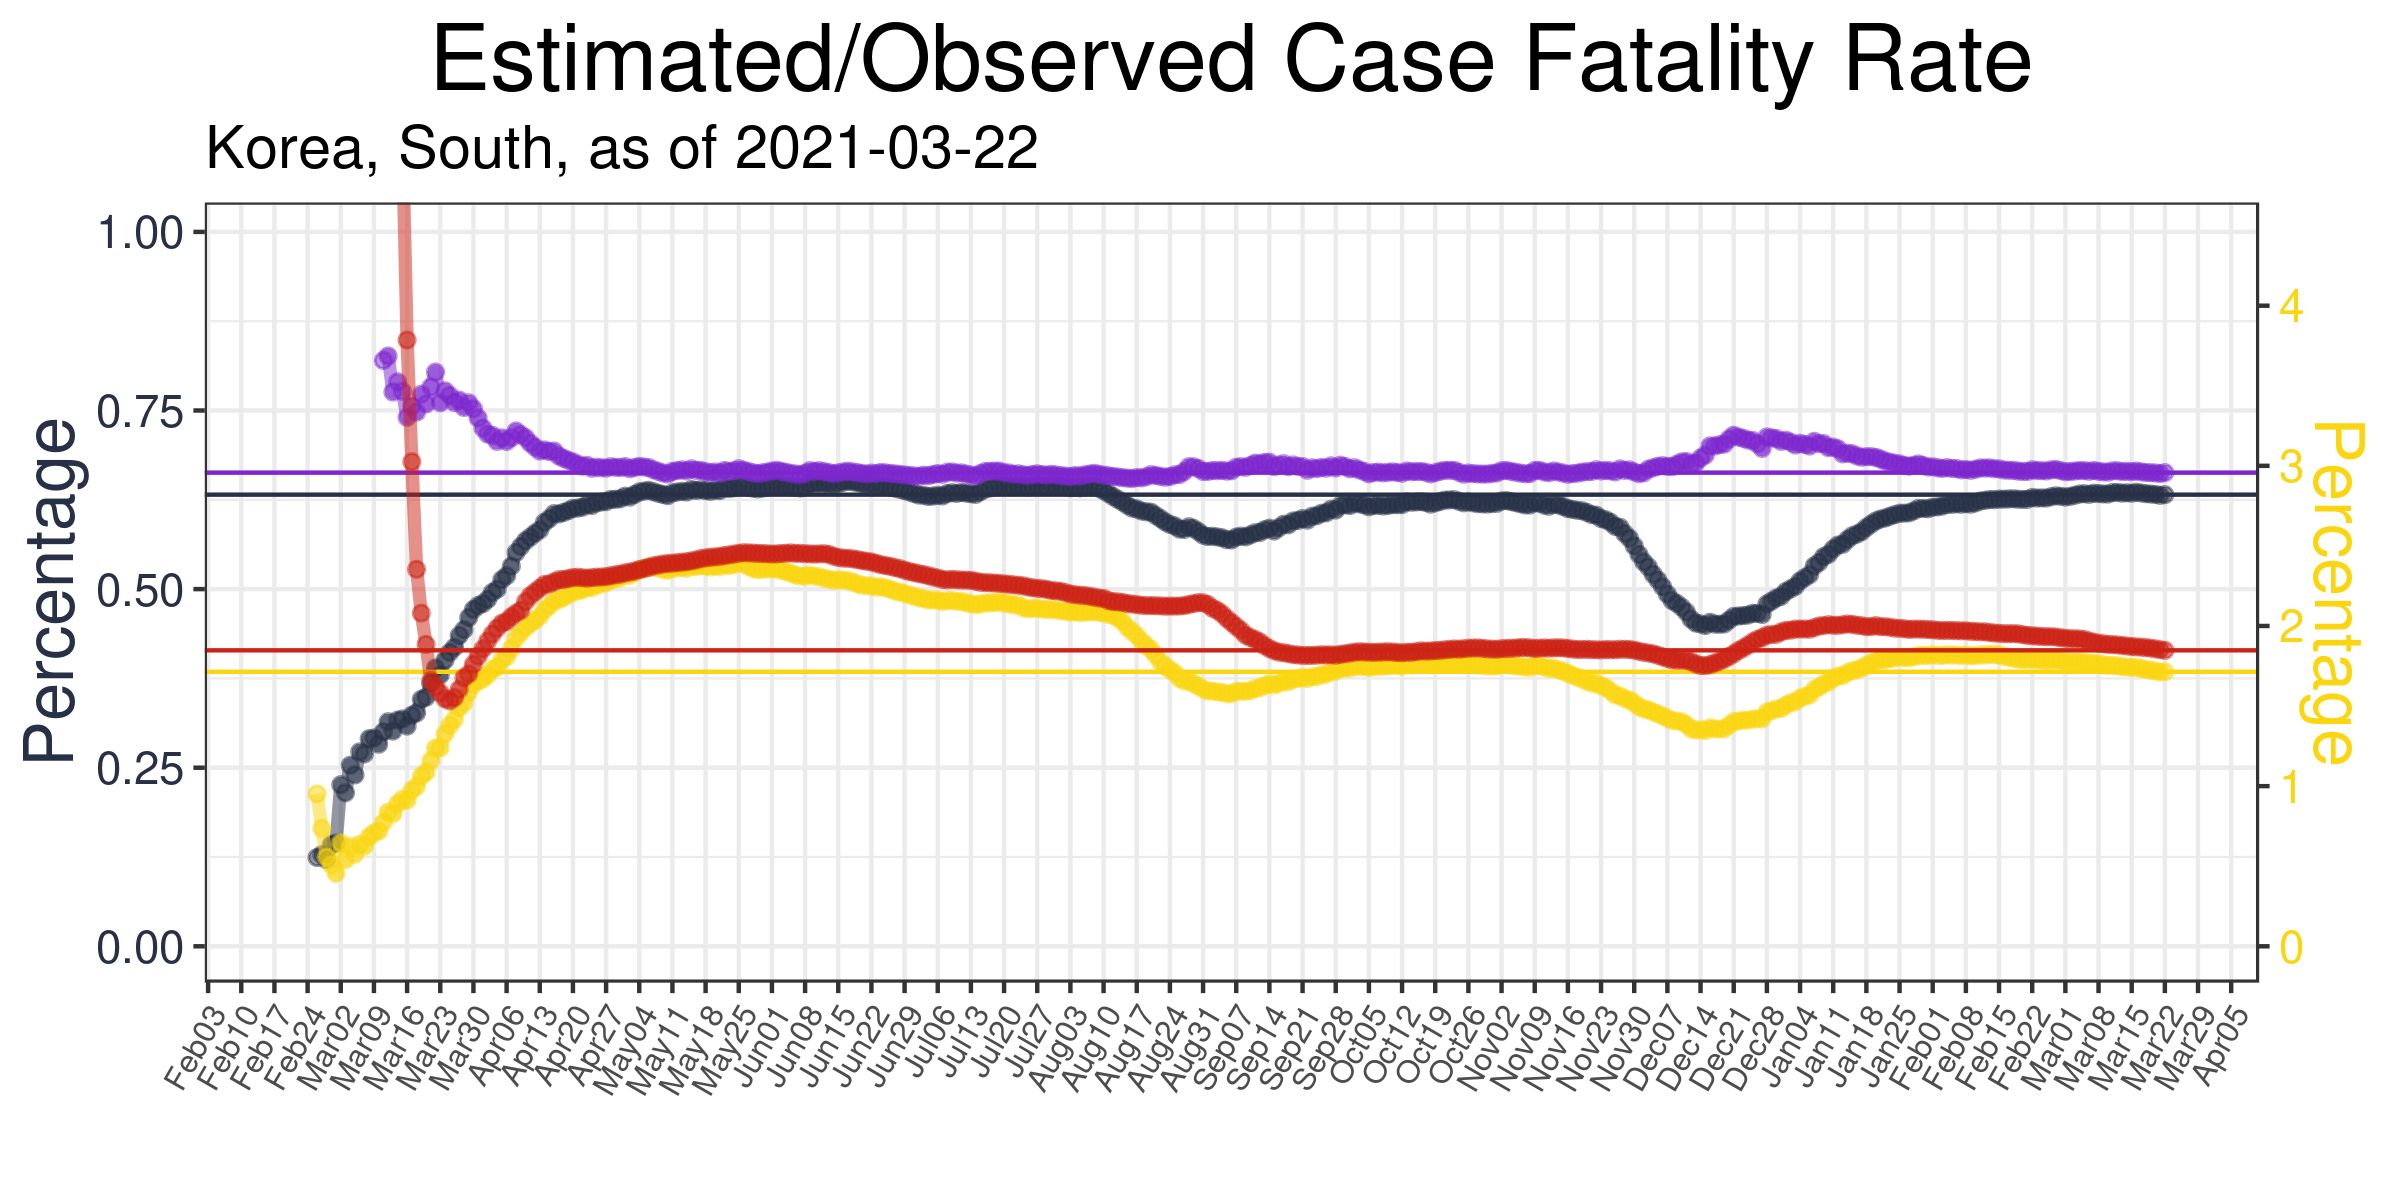 Estimated/Observed Case Fatality Rate
Korea, South, as of 2021-03-22
Percentage
1.00
0.75
0.50
0.25
0.00
4
3
2
1
0
Percentage
Feb03
Feb10
Feb17
Feb24
Mar02
Mar09
Mar16
Mar23
Mar30
Apr06
Apr13
Apr20
Apr27
May04
May11
May18
May25
Jun01
Jun08
Jun15
Jun22
Jun29
Jul06
Jul13
Jul20
Jul27
Aug03
Aug10
Aug17
Aug24
Aug31
Sep07
Sep14
Sep21
Sep28
Oct05
Oct12
Oct19
Oct26
Nov02
Nov09
Nov16
Nov23
Nov30
Dec07
Dec14
Dec21
Dec28
Jan04
Jan11
Jan18
Jan25
Feb01
Feb08
Feb15
Feb22
Mar01
Mar08
Mar15
Mar22
Mar29
Apr05